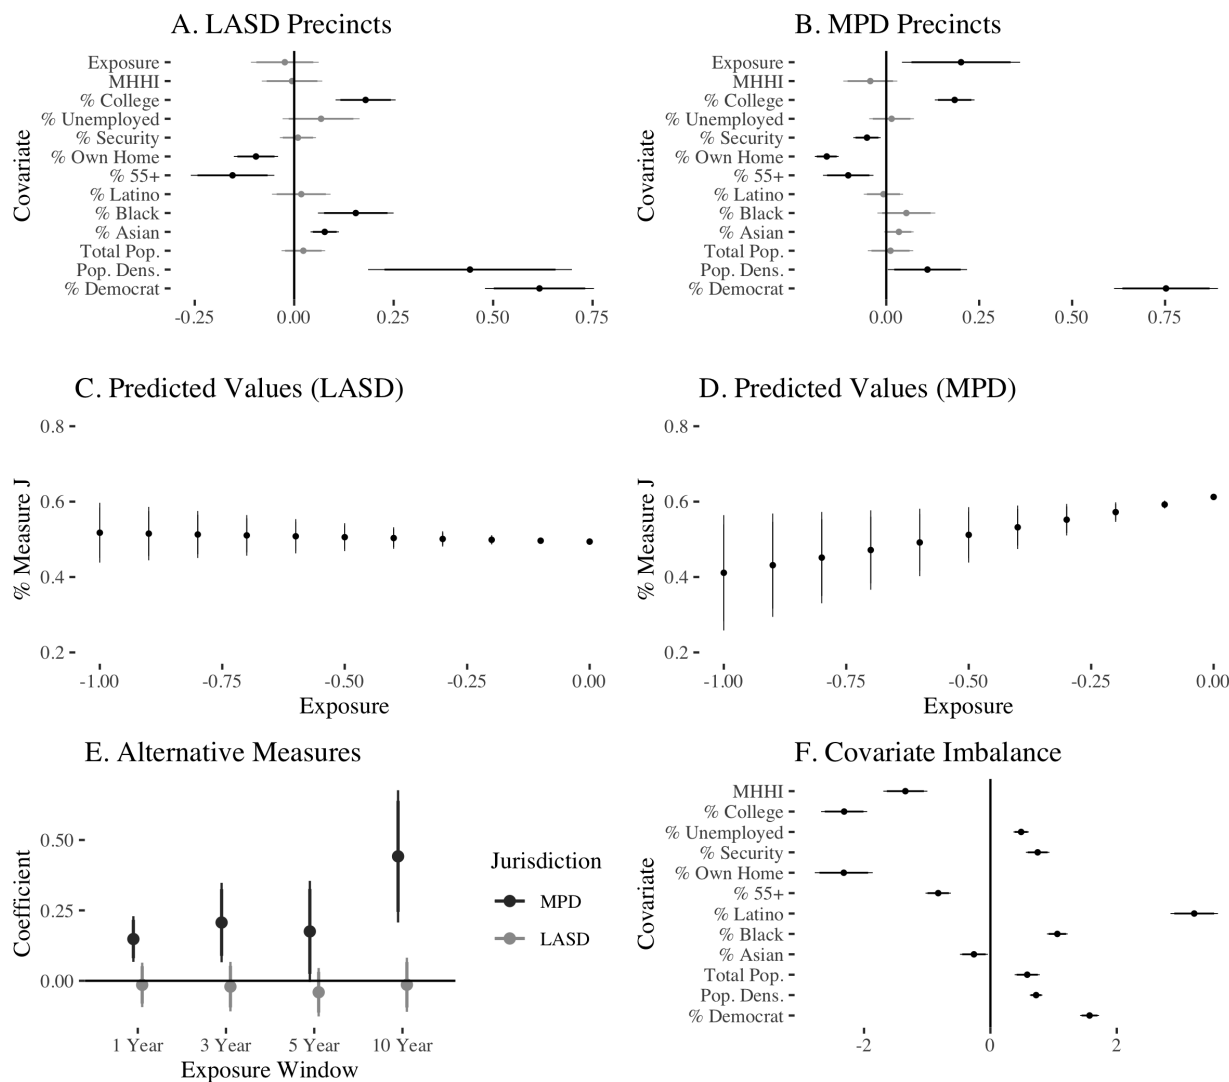 A. LASD Precincts
Covariate
Exposure
MHHI
% College
% Unemployed
% Security
% Own Home
% 55+
% Latino
% Black
% Asian
Total Pop.
Pop. Dens.
% Democrat
-0.25 0.00 0.25 0.50 0.75
B. MPD Precincts
Covariate
Exposure
MHHI
% College
% Unemployed
% Security
% Own Home
% 55+
% Latino
% Black
% Asian
Total Pop.
Pop. Dens.
% Democrat
0.00 0.25 0.50 0.75
C. Predicted Values (LASD)
% Measure J
0.8
0.6
0.4
0.2
-1.00 -0.75 -0.50 -0.25 0.00
Exposure
D. Predicted Values (MPD)
% Measure J
0.8
0.6
0.4
0.2
-1.00 -0.75 -0.50 -0.25 0.00
Exposure
E. Alternative Measures
Coefficient
0.50
0.25
0.00
1 Year 3 Year 5 Year 10 Year
Exposure Window
Jurisdiction
MPD
LASD
F. Covariate Imbalance
Covariate
MHHI
% College
% Unemployed
% Security
% Own Home
% 55+
% Latino
% Black
% Asian
Total Pop.
Pop. Dens.
% Democrat
-2 0 2